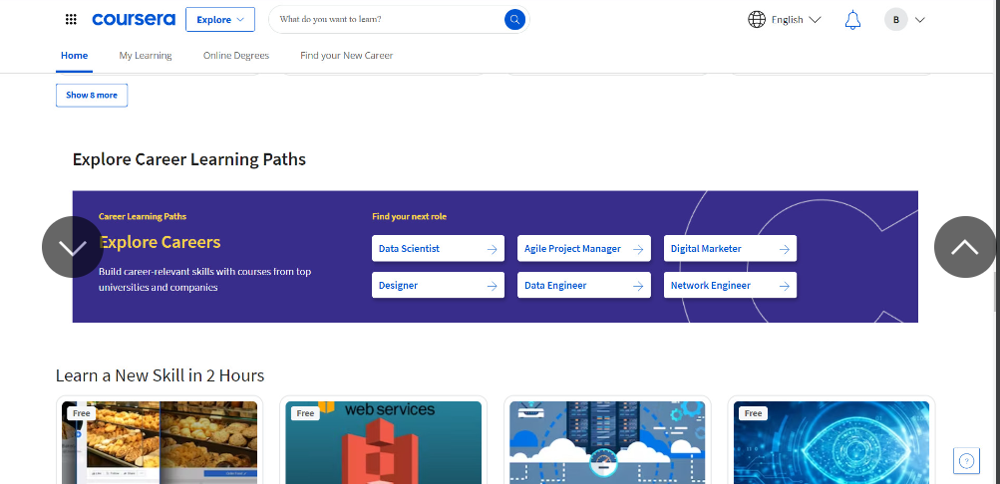 coursera
Explore
What do you want to learn?
English
B
Home
My Learning
Online Degrees
Find your New Career
Show 8 more
Explore Career Learning Paths
Career Learning Paths
Explore Careers
Build career-relevant skills with courses from top
universities and companies
Find your next role
Data Scientist
Agile Project Manager
Digital Marketer
Designer
Data Engineer
Network Engineer
Learn a New Skill in 2 Hours
Free
Free
web services
Free